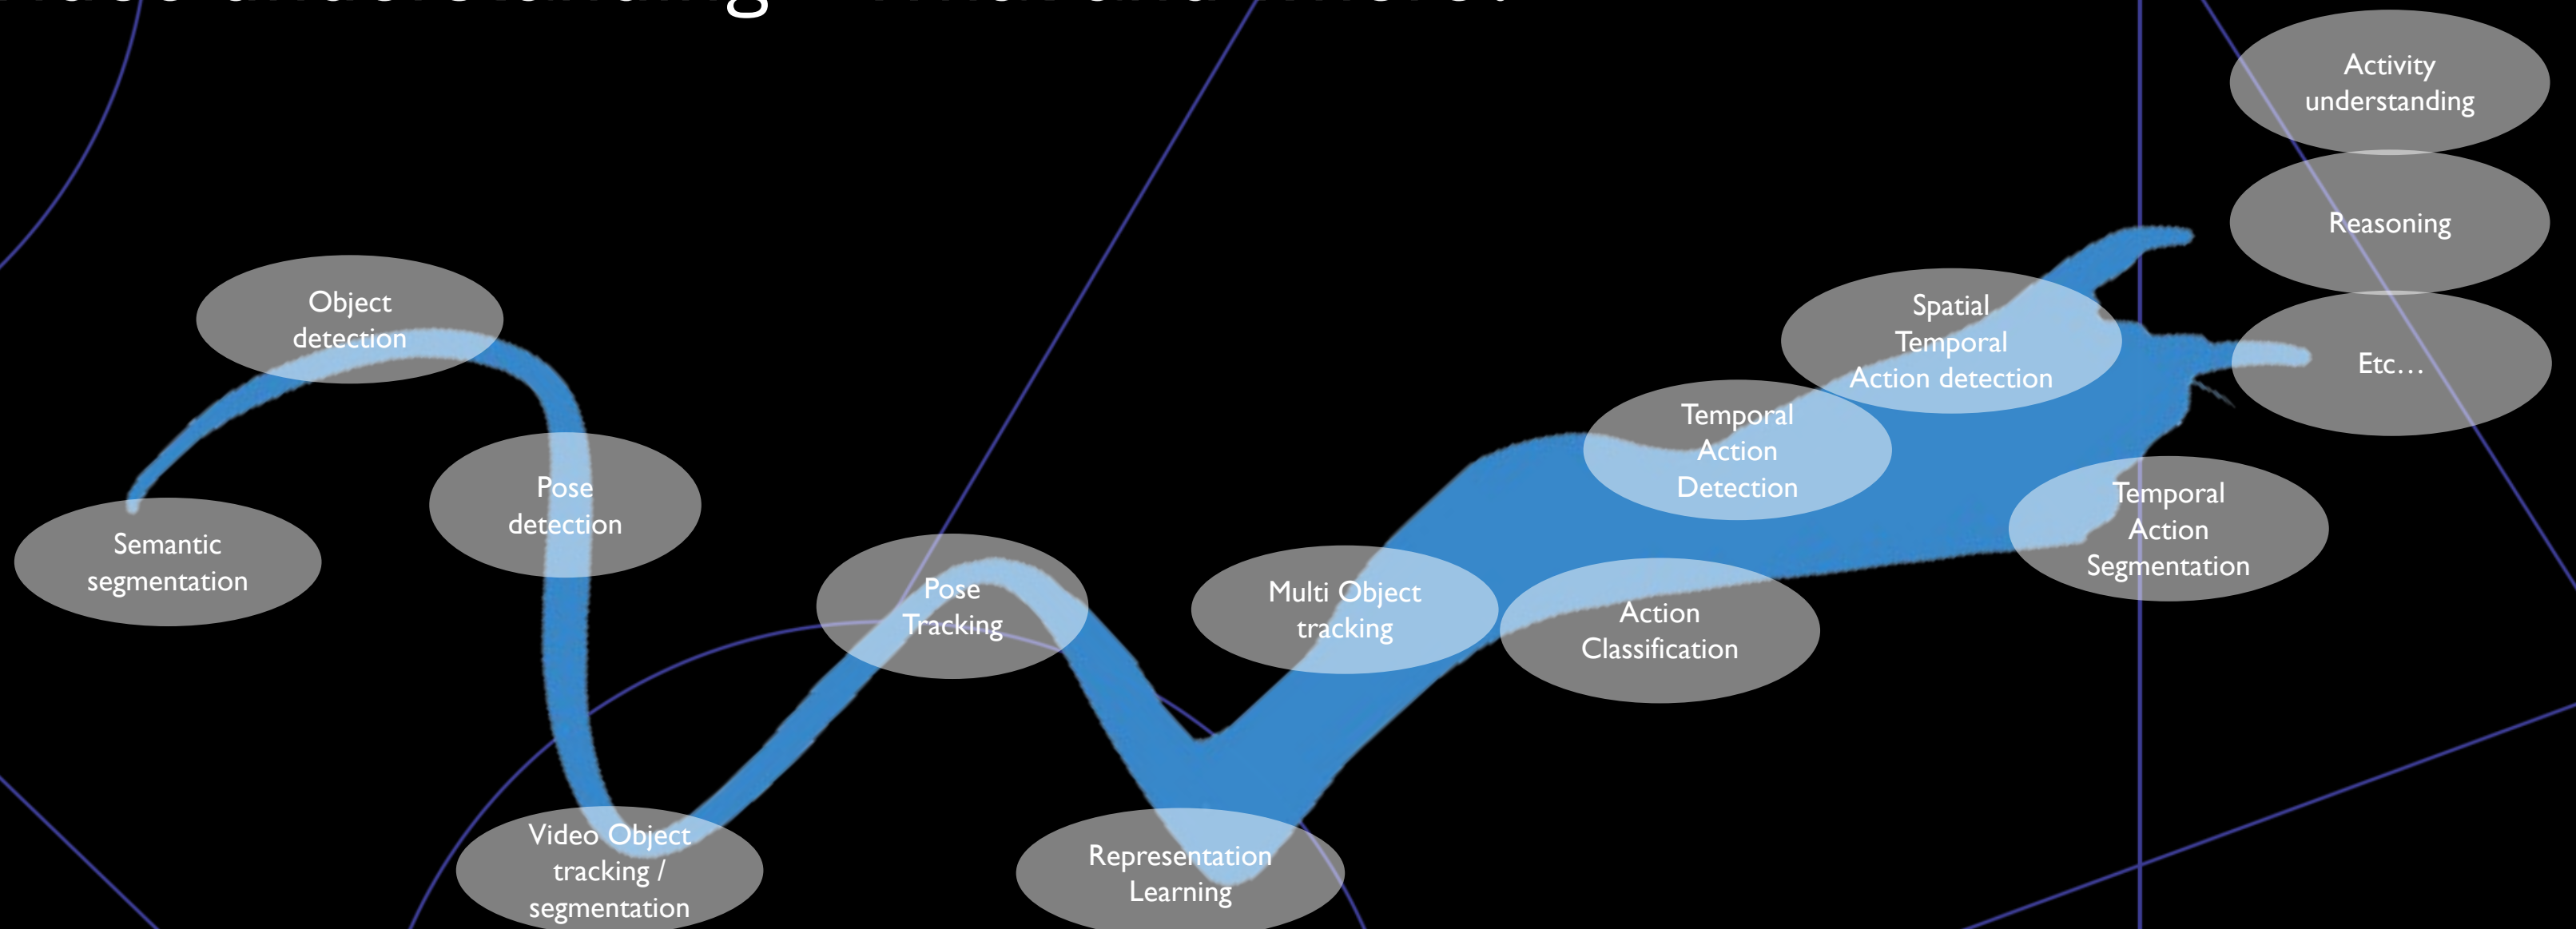 Activity
understanding
Reasoning
Etc...
Object
detection
Spatial
Temporal
Action detection
Temporal
Action
Detection
Pose
detection
Temporal
Action
Segmentation
Semantic
segmentation
Pose
Tracking
Multi Object
tracking
Action
Classification
Video Object
tracking /
segmentation
Representation
Learning